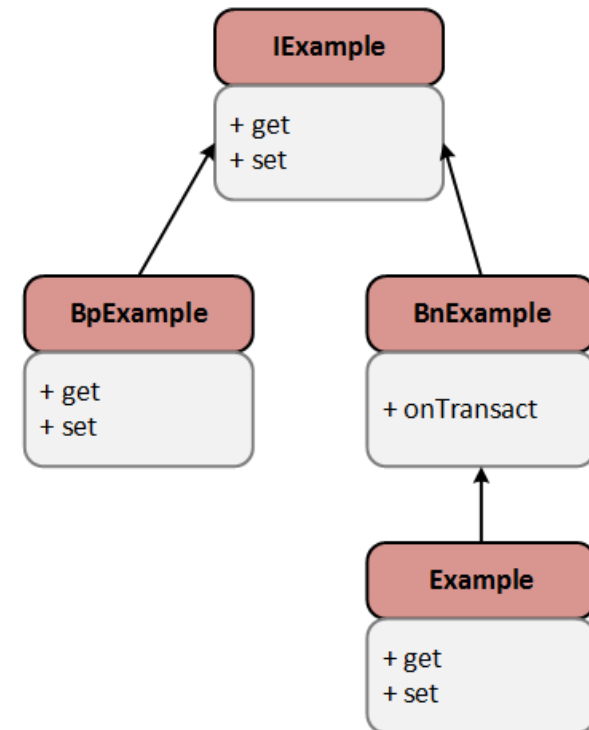 IExample
+ get
+ set
BpExample
+ get
+ set
BnExample
+ onTransact
Example
+ get
+ set